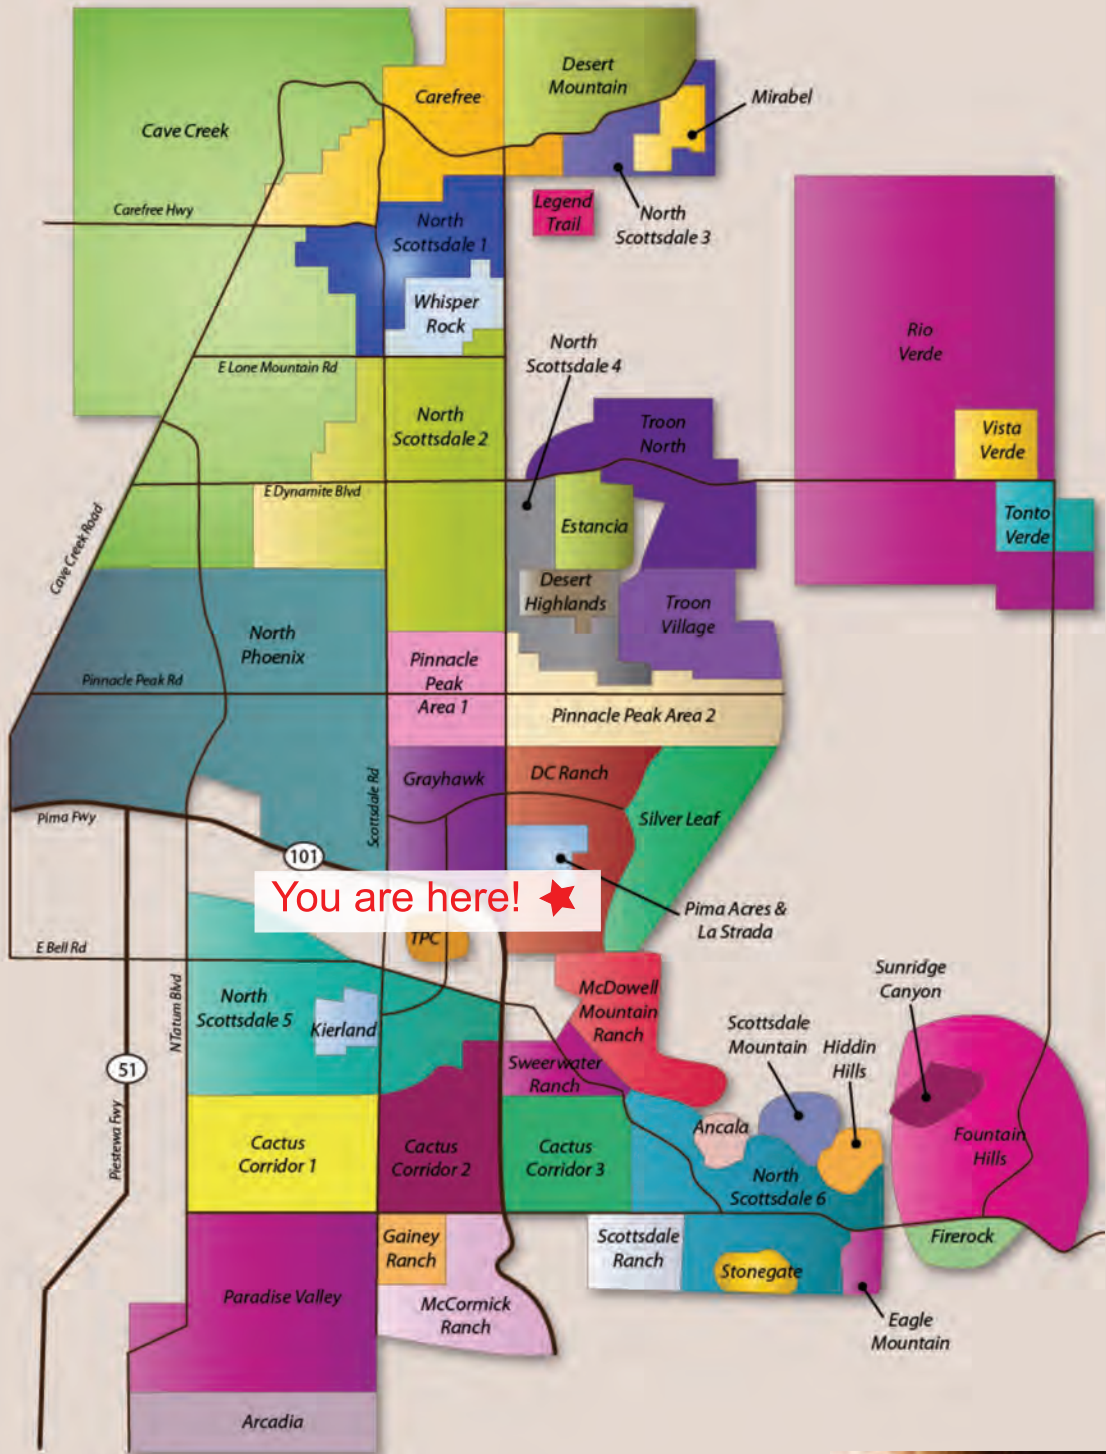 Desert
Mountain
Carefree
Mirabel
Cave Creek
Legend
Trail
Carefree Hwy
North
Scottsdale 3
North
Scottsdale 1
Whisper
Rock
Rio
Verde
North
Scottsdale 4
E Lone Mountain Rd
North
Scottsdale 2
Troon
North
Vista
Verde
E Dynamite Blvd
Estancia
Tonto
Verde
Cave Creek Road
Desert
Highlands
Troon
Village
North
Phoenix
Pinnacle
Peak
Area 1
Pinnacle Peak Rd
Pinnacle Peak Area 2
Grayhawk
DC Ranch
Scottsdale Rd
Silver Leaf
Pima Fwy
101
You are here!
Pima Acres &
La Strada
TPC
E Bell Rd
Sunridge
Canyon
McDowell
Mountain
Ranch
N Tatum Blvd
North
Scottsdale 5
Kierland
Scottsdale
Mountain
Hiddin
Hills
51
Sweerwater
Ranch
Piestewa Fwy
Ancala
Fountain
Hills
Cactus
Corridor 1
Cactus
Corridor 2
Cactus
Corridor 3
North
Scottsdale 6
Gainey
Ranch
Scottsdale
Ranch
Firerock
Stonegate
Paradise Valley
McCormick
Ranch
Eagle
Mountain
Arcadia